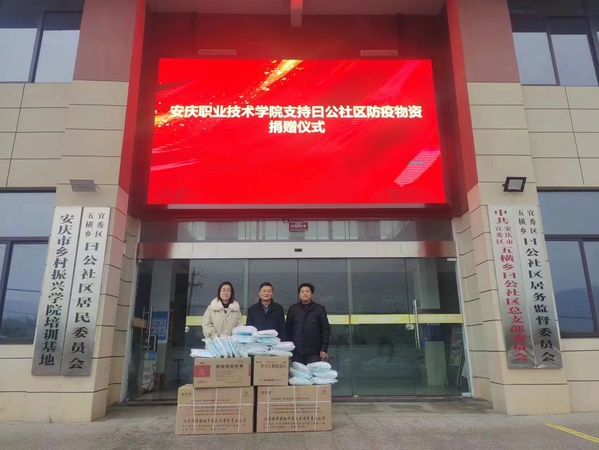 安庆职业技术学院支持曰公社区防疫物资
捐赠仪式
安庆市乡村振兴学院培训基地
宜秀区
五横乡
曰公社区居民委员会
中共
安庆市
宜秀区
五横乡曰公社区总支部委员会
宜秀区
五横乡
曰公社区居务监督委员会